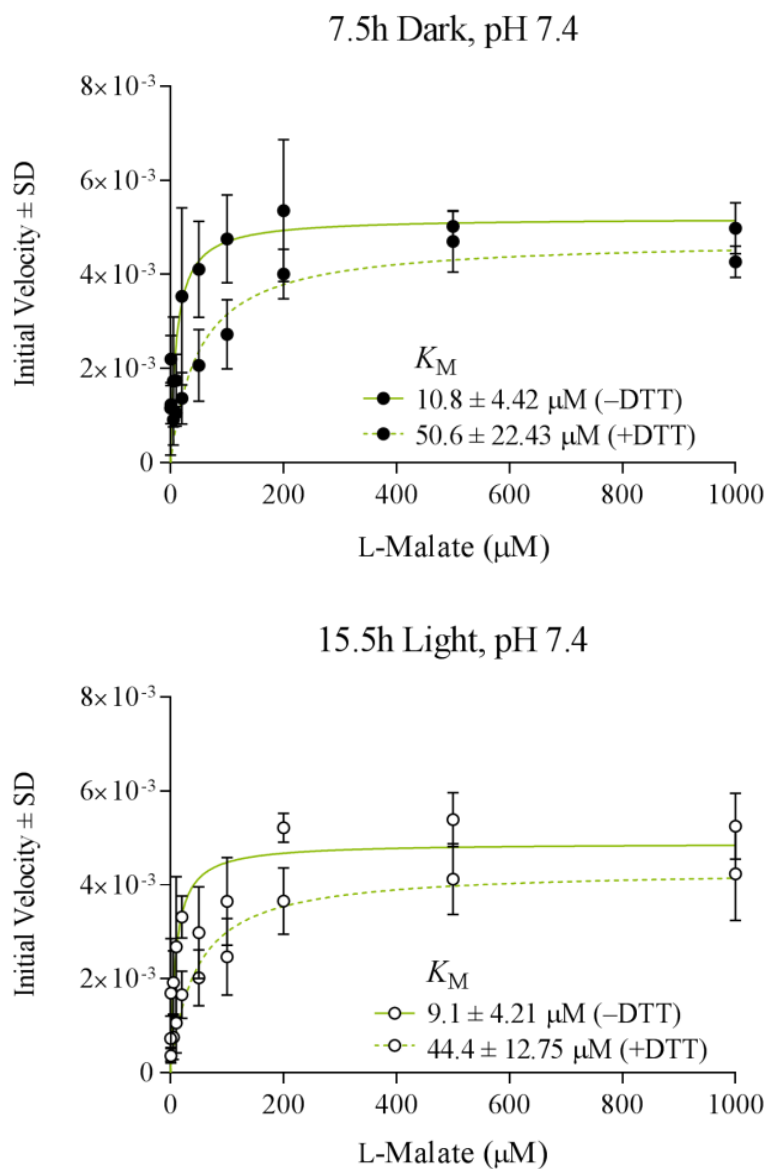 7.5h Dark, pH 7.4
8×10⁻³
6×10⁻³
4×10⁻³
2×10⁻³
0
Initial Velocity ± SD
K_M
10.8 ± 4.42 μM (–DTT)
50.6 ± 22.43 μM (+DTT)
0 200 400 600 800 1000
L-Malate (μM)
15.5h Light, pH 7.4
8×10⁻³
6×10⁻³
4×10⁻³
2×10⁻³
0
Initial Velocity ± SD
K_M
9.1 ± 4.21 μM (–DTT)
44.4 ± 12.75 μM (+DTT)
0 200 400 600 800 1000
L-Malate (μM)